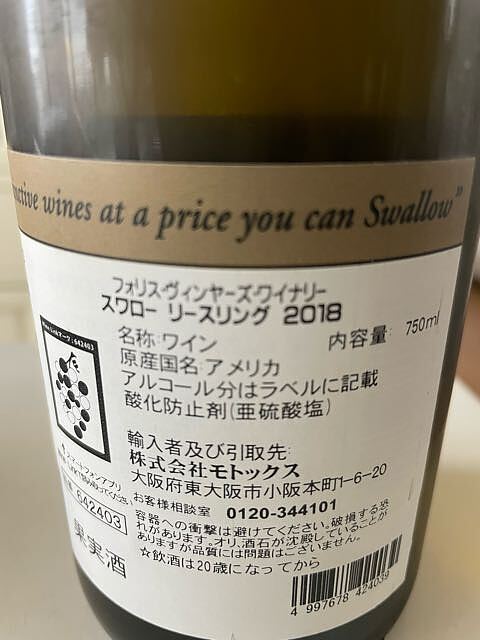 wines at a price you can Swallow"
フォリス・ヴィンヤーズ・ワイナリー
スワロー リースリング 2018
名称:ワイン 内容量: 750ml
原産国名:アメリカ
アルコール分はラベルに記載
酸化防止剤(亜硫酸塩)
輸入者及び引取先:
株式会社モトックス
大阪府東大阪市小阪本町1-6-20
お客様相談室 0120-344101
642403
容器への衝撃は避けてください。破損する恐
れがあります。オリ、酒石が沈殿していることが
ありますが品質には問題はございません。
果実酒
☆飲酒は20歳になってから
4 997678 424039